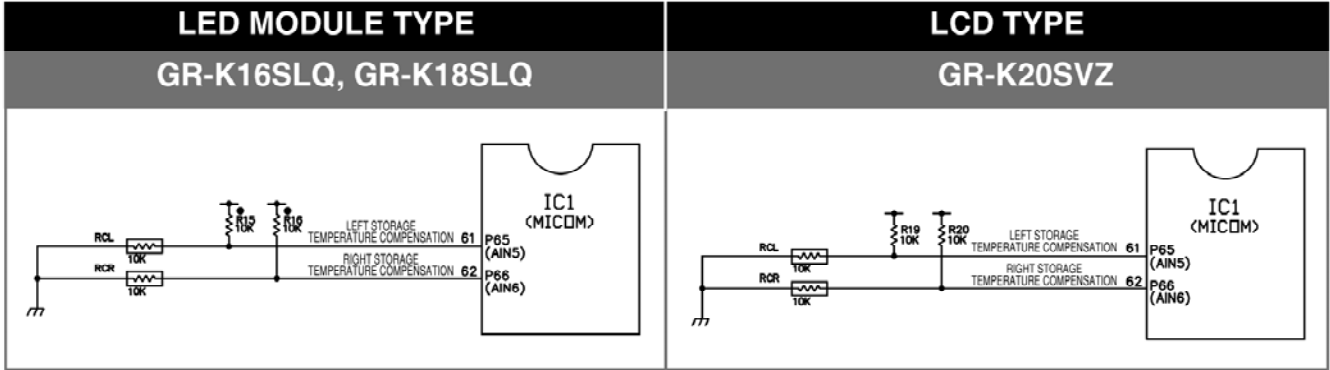 LED MODULE TYPE
GR-K16SLQ, GR-K18SLQ
RCL
10K
RCR
10K
R15
10K
R16
10K
LEFT STORAGE
TEMPERATURE COMPENSATION
61
RIGHT STORAGE
TEMPERATURE COMPENSATION
62
IC1
(MICOM)
P65
(AIN5)
P66
(AIN6)
LCD TYPE
GR-K20SVZ
RCL
10K
RCR
10K
R19
10K
R20
10K
LEFT STORAGE
TEMPERATURE COMPENSATION
61
RIGHT STORAGE
TEMPERATURE COMPENSATION
62
IC1
(MICOM)
P65
(AIN5)
P66
(AIN6)